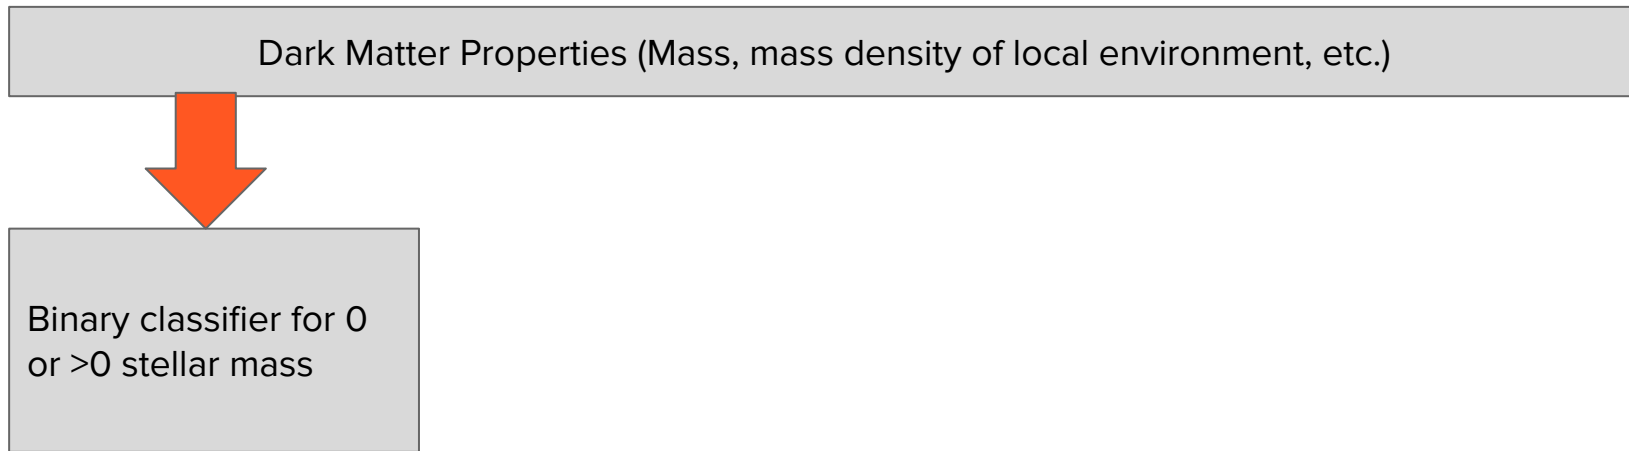 Dark Matter Properties (Mass, mass density of local environment, etc.)
Binary classifier for 0
or >0 stellar mass